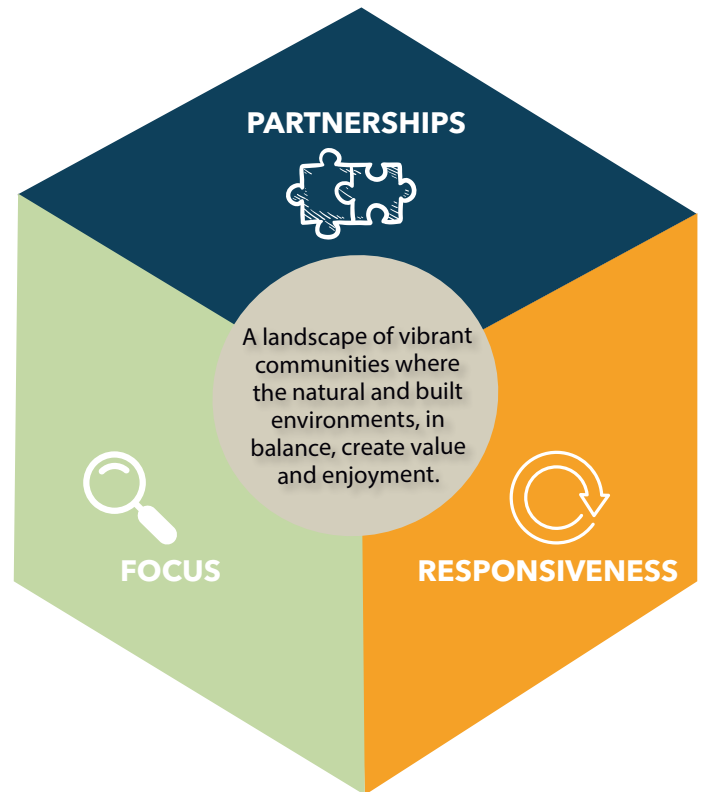 PARTNERSHIPS
A landscape of vibrant
communities where
the natural and built
environments, in
balance, create value
and enjoyment.
FOCUS
RESPONSIVENESS